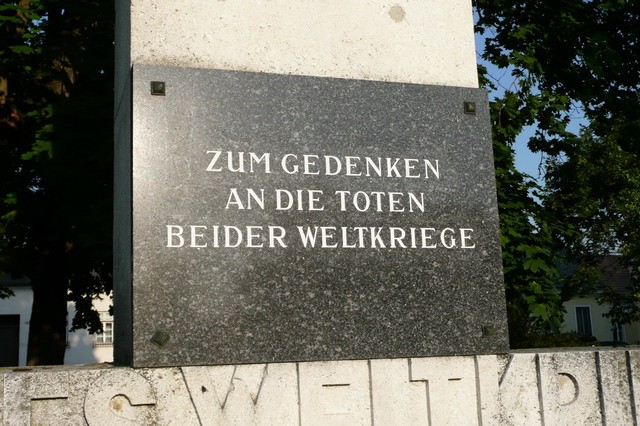 ZUM GEDENKEN
AN DIE TOTEN
BEIDER WELTKRIEGE